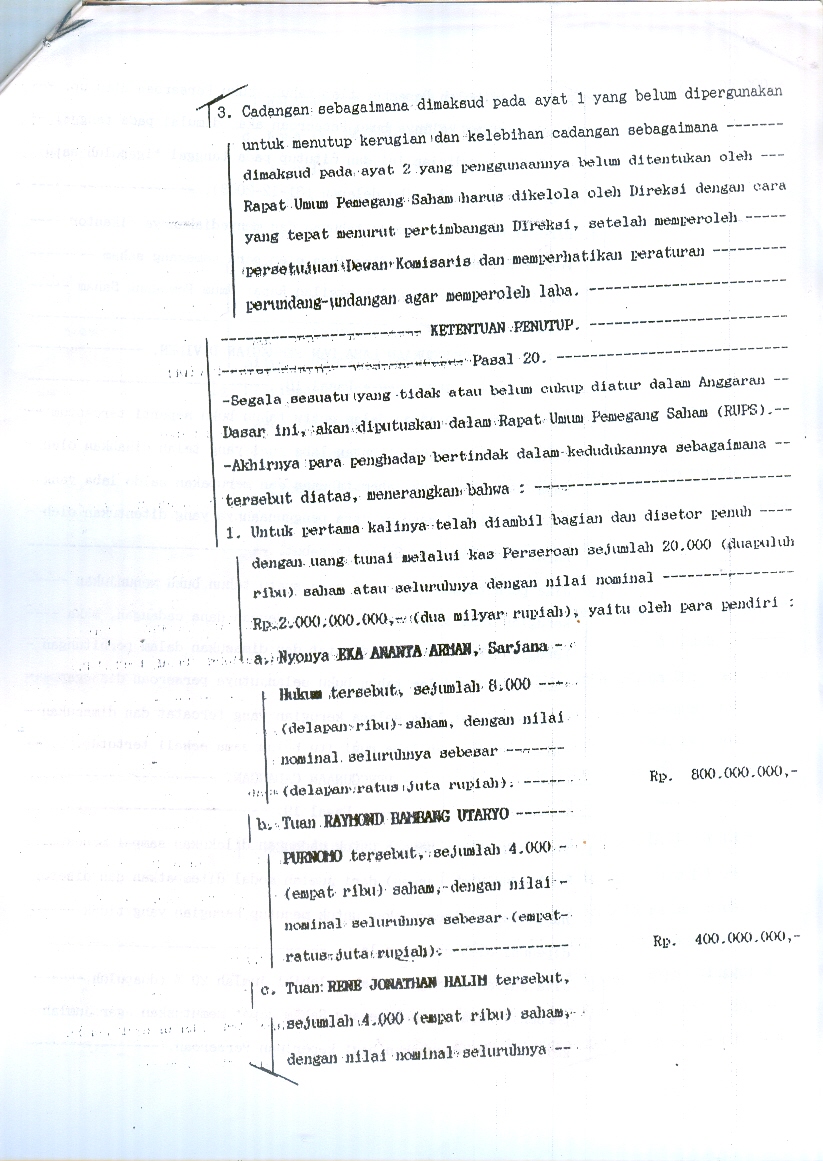 3. Cadangan sebagaimana dimaksud pada ayat 1 yang belum dipergunakan
untuk menutup kerugian dan kelebihan cadangan sebagaimana -------
dimaksud pada ayat 2 yang penggunaannya belum ditentukan oleh ---
Rapat Umum Pemegang Saham harus dikelola oleh Direksi dengan cara
yang tepat menurut pertimbangan Direksi, setelah memperoleh -----
persetujuan Dewan Komisaris dan memperhatikan peraturan ---------
perundang-undangan agar memperoleh laba. ------------------------
------------------------ KETENTUAN PENUTUP. ------------------------
------------------------------ Pasal 20. ----------------------------
-Segala sesuatu yang tidak atau belum cukup diatur dalam Anggaran --
Dasar ini, akan diputuskan dalam Rapat Umum Pemegang Saham (RUPS).--
-Akhirnya para penghadap bertindak dalam kedudukannya sebagaimana --
tersebut diatas, menerangkan bahwa : -------------------------------
1. Untuk pertama kalinya telah diambil bagian dan disetor penuh ----
dengan uang tunai melalui kas Perseroan sejumlah 20.000 (duapuluh
ribu) saham atau seluruhnya dengan nilai nominal ----------------
Rp.2.000.000.000,- (dua milyar rupiah), yaitu oleh para pendiri :
a. Nyonya EKA ANANTA ARMAN, Sarjana -
Hukum tersebut, sejumlah 8.000 ----
(delapan ribu) saham, dengan nilai
nominal seluruhnya sebesar -------
(delapan ratus juta rupiah). ----- Rp. 800.000.000,-
b. Tuan RAYMOND BAMBANG UTARYO ------
PURNOMO tersebut, sejumlah 4.000 -
(empat ribu) saham, dengan nilai -
nominal seluruhnya sebesar (empat-
ratus juta rupiah). -------------- Rp. 400.000.000,-
c. Tuan RENE JONATHAN HALIM tersebut,
sejumlah 4.000 (empat ribu) saham,-
dengan nilai nominal seluruhnya --